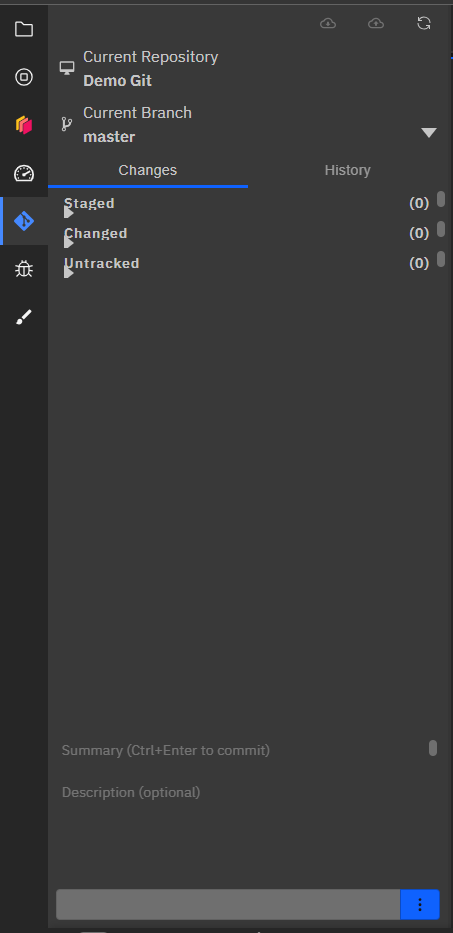 Current Repository
Demo Git
Current Branch
master
Changes History
Staged (0)
Changed (0)
Untracked (0)
Summary (Ctrl+Enter to commit)
Description (optional)